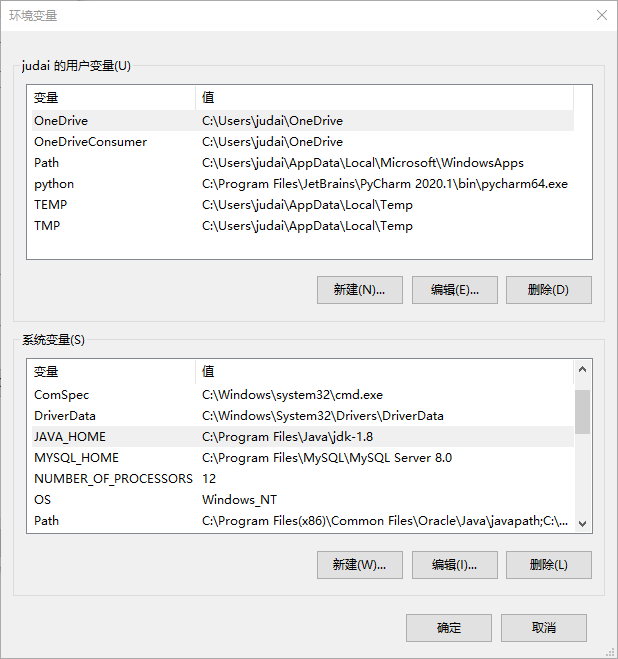 环境变量
judai 的用户变量(U)
变量 值
OneDrive C:\Users\judai\OneDrive
OneDriveConsumer C:\Users\judai\OneDrive
Path C:\Users\judai\AppData\Local\Microsoft\WindowsApps
python C:\Program Files\JetBrains\PyCharm 2020.1\bin\pycharm64.exe
TEMP C:\Users\judai\AppData\Local\Temp
TMP C:\Users\judai\AppData\Local\Temp
新建(N)... 编辑(E)... 删除(D)
系统变量(S)
变量 值
ComSpec C:\Windows\system32\cmd.exe
DriverData C:\Windows\System32\Drivers\DriverData
JAVA_HOME C:\Program Files\Java\jdk-1.8
MYSQL_HOME C:\Program Files\MySQL\MySQL Server 8.0
NUMBER_OF_PROCESSORS 12
OS Windows_NT
Path C:\Program Files(x86)\Common Files\Oracle\Java\javapath;C:\...
新建(W)... 编辑(I)... 删除(L)
确定 取消